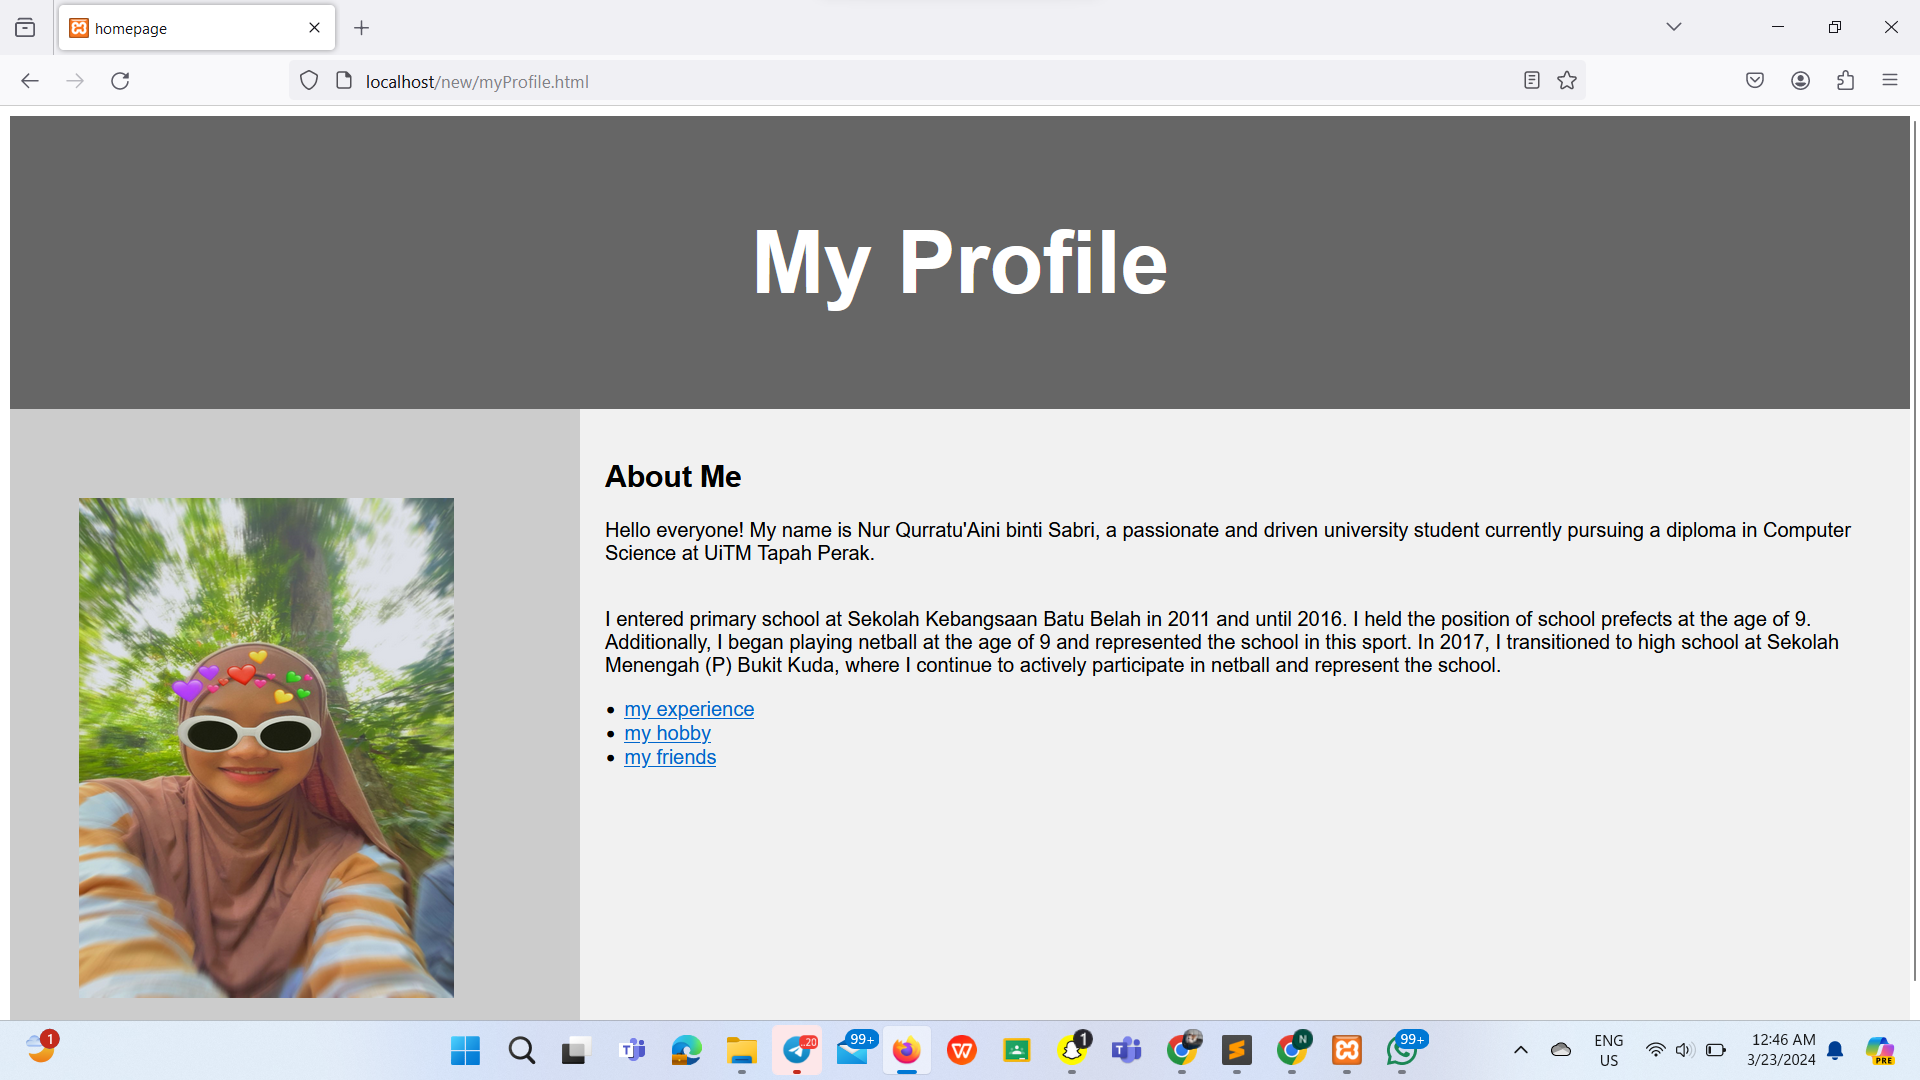 homepage
localhost/new/myProfile.html
My Profile
About Me
Hello everyone! My name is Nur Qurratu'Aini binti Sabri, a passionate and driven university student currently pursuing a diploma in Computer
Science at UiTM Tapah Perak.
I entered primary school at Sekolah Kebangsaan Batu Belah in 2011 and until 2016. I held the position of school prefects at the age of 9.
Additionally, I began playing netball at the age of 9 and represented the school in this sport. In 2017, I transitioned to high school at Sekolah
Menengah (P) Bukit Kuda, where I continue to actively participate in netball and represent the school.
my experience
my hobby
my friends
1
..20
99+
1
N
99+
ENG
US
12:46 AM
3/23/2024
PRE